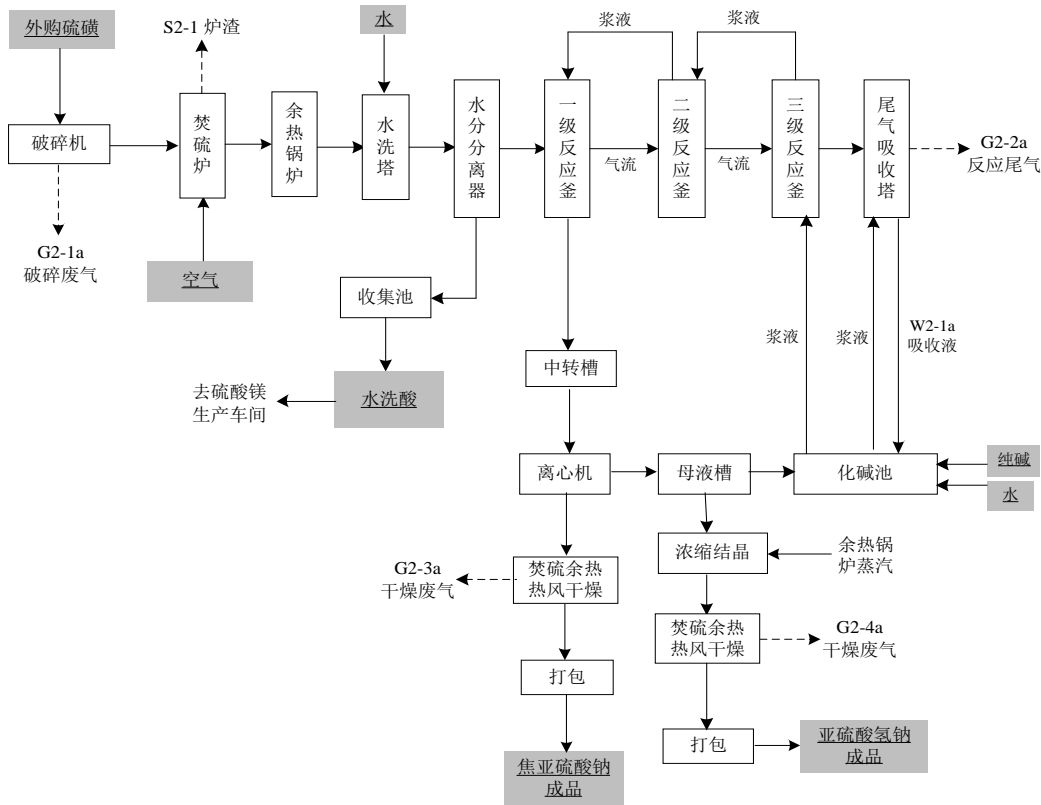 浆液
浆液
外购硫磺
S2-1 炉渣
水
破碎机
焚硫炉
余热锅炉
水洗塔
水分分离器
一级反应釜
二级反应釜
三级反应釜
尾气吸收塔
气流
气流
G2-2a
反应尾气
G2-1a
破碎废气
空气
收集池
浆液
浆液
W2-1a
吸收液
中转槽
去硫酸镁
生产车间
水洗酸
离心机
母液槽
化碱池
纯碱
水
G2-3a
干燥废气
焚硫余热
热风干燥
浓缩结晶
余热锅
炉蒸汽
焚硫余热
热风干燥
G2-4a
干燥废气
打包
打包
亚硫酸氢钠
成品
焦亚硫酸钠
成品